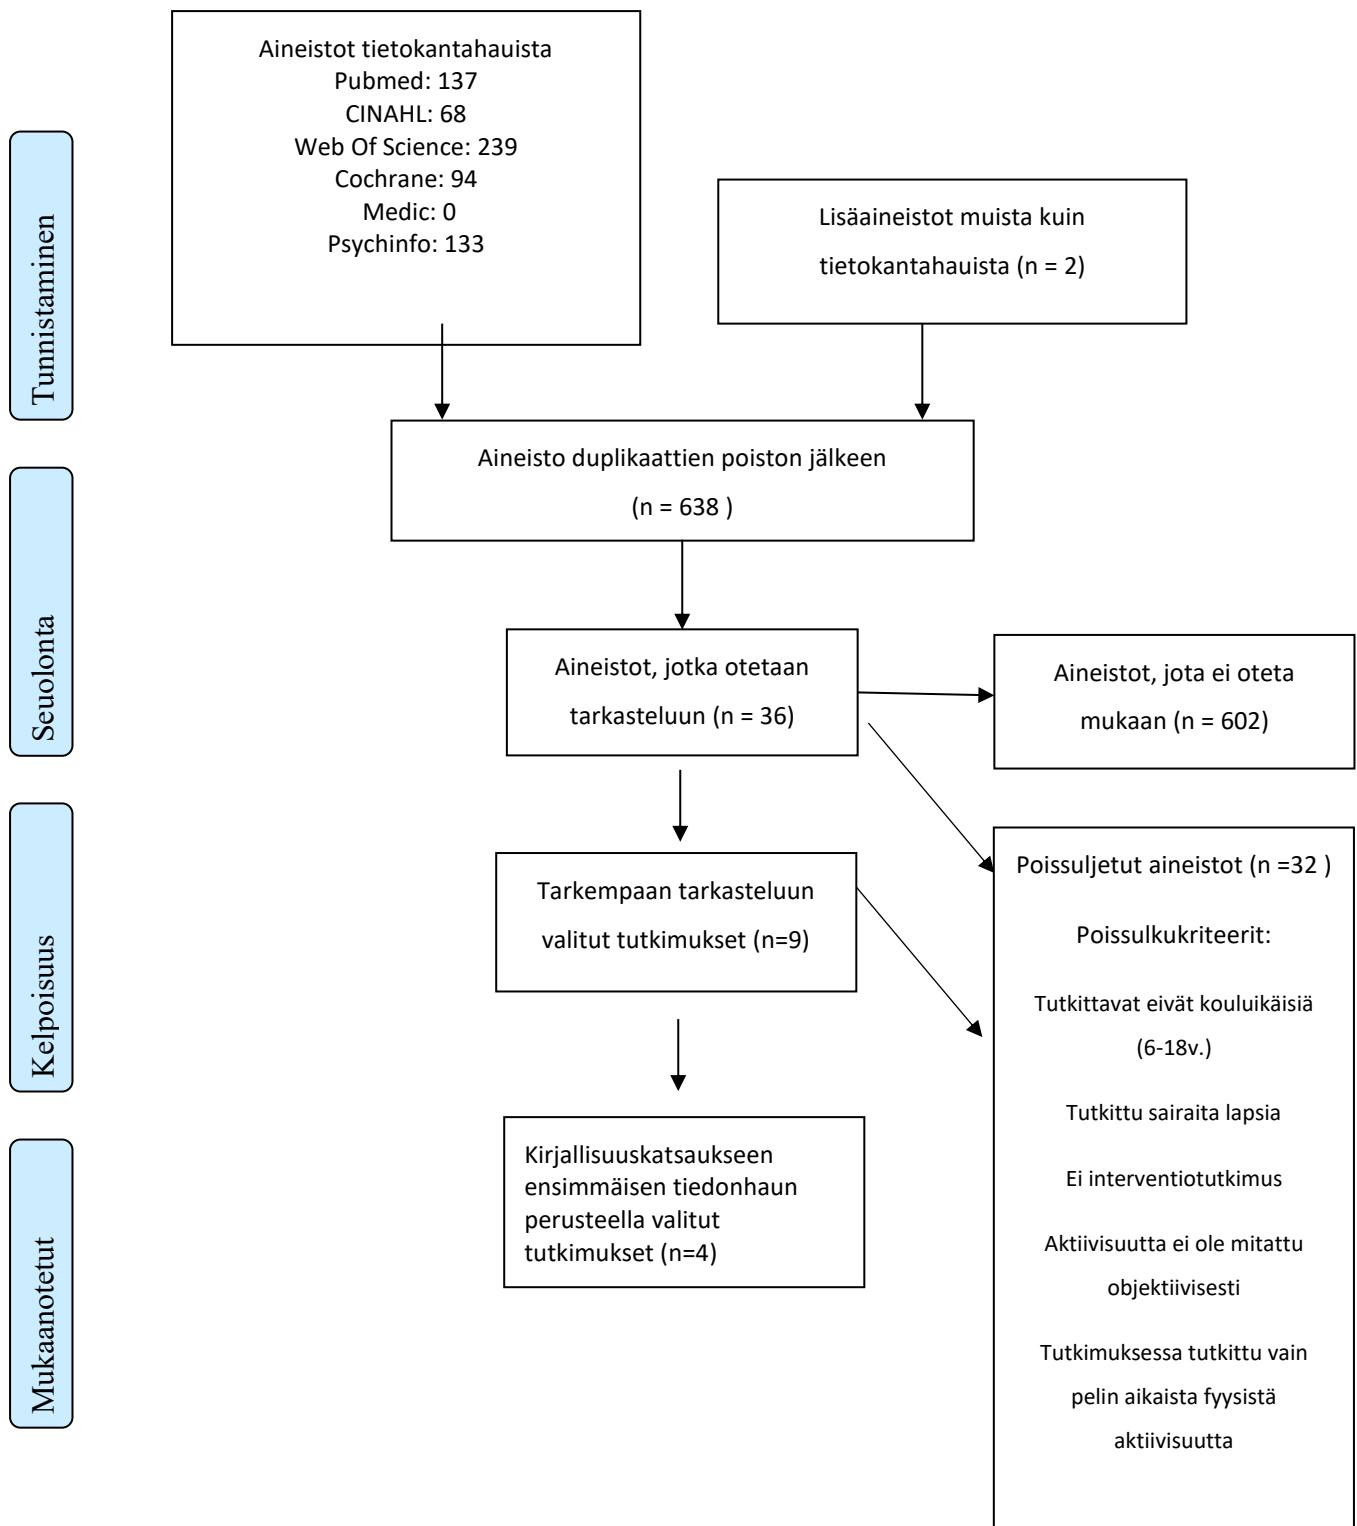 Aineistot tietokantahauista
Pubmed: 137
CINAHL: 68
Web Of Science: 239
Cochrane: 94
Medic: 0
Psychinfo: 133
Tunnistaminen
Lisäaineistot muista kuin
tietokantahauista (n = 2)
Aineisto duplikaattien poiston jälkeen
(n = 638 )
Seuolonta
Aineistot, jotka otetaan
tarkasteluun (n = 36)
Aineistot, jota ei oteta
mukaan (n = 602)
Kelpoisuus
Tarkempaan tarkasteluun
valitut tutkimukset (n=9)
Poissuljetut aineistot (n =32 )
Poissulkukriteerit:
Tutkittavat eivät kouluikäisiä
(6-18v.)
Tutkittu sairaita lapsia
Ei interventiotutkimus
Aktiivisuutta ei ole mitattu
objektiivisesti
Tutkimuksessa tutkittu vain
pelin aikaista fyysistä
aktiivisuutta
Mukaanotetut
Kirjallisuuskatsaukseen
ensimmäisen tiedonhaun
perusteella valitut
tutkimukset (n=4)